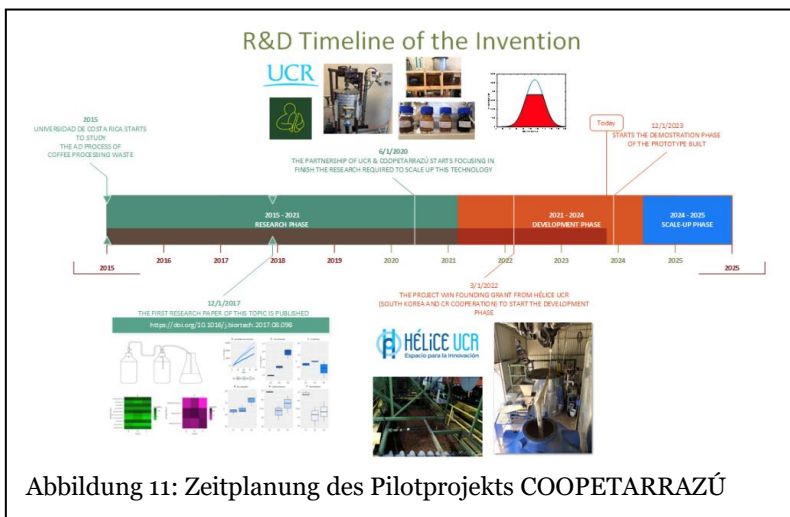 R&D Timeline of the Invention
UCR
2015
UNIVERSIDAD DE COSTA RICA STARTS
TO STUDY
THE AD PROCESS OF
COFFEE PROCESSING WASTE
6/1/2020
THE PARTNERSHIP OF UCR & COOPETARRAZÚ STARTS FOCUSING IN
FINISH THE RESEARCH REQUIRED TO SCALE UP THIS TECHNOLOGY
Today
12/1/2023
STARTS THE DEMOSTRATION PHASE
OF THE PROTOTYPE BUILT
2015 - 2021
RESEARCH PHASE
2021 - 2024
DEVELOPMENT PHASE
2024 - 2025
SCALE-UP PHASE
2015
2015
2016
2017
2018
2019
2020
2021
2022
2023
2024
2025
2025
12/1/2017
THE FIRST RESEARCH PAPER OF THIS TOPIC IS PUBLISHED
3/1/2022
THE PROJECT WIN FOUNDING GRANT FROM HÉLICE UCR
(SOUTH KOREA AND CR COOPERATION) TO START THE DEVELOPMENT
PHASE
https://doi.org/10.1016/j.biortech.2017.08.098
HÉLICE UCR
Espacio para la Innovación
Abbildung 11: Zeitplanung des Pilotprojekts COOPETARRAZÚ